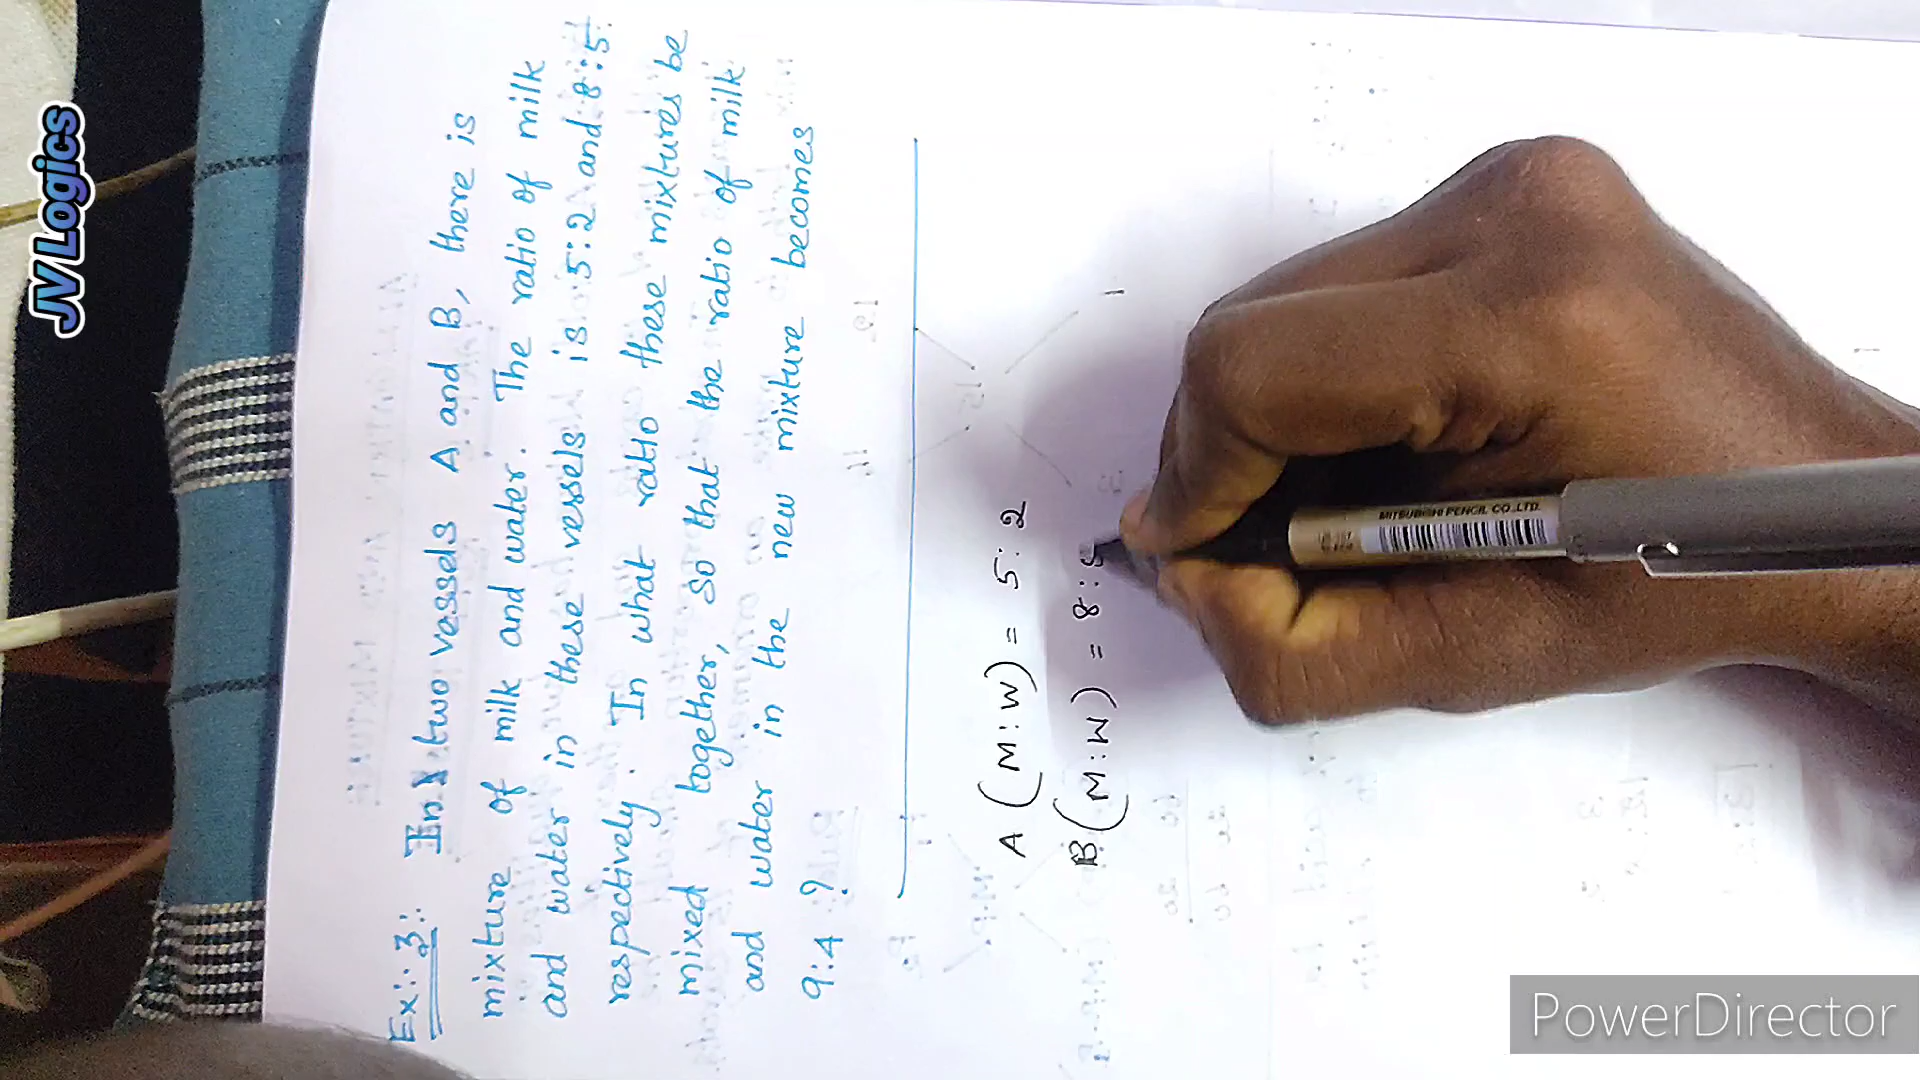 JV Logics
Ex:- 3:- In two vessels A and B, there is
mixture of milk and water. The ratio of milk
and water in these vessels is 5:2 and 8:5
respectively. In what ratio these mixtures be
mixed together, so that the ratio of milk
and water in the new mixture becomes
9:4 ?
A (M:W) = 5:2
B (M:W) = 8:5
MITSUBISHI PENCIL CO.,LTD.
PowerDirector